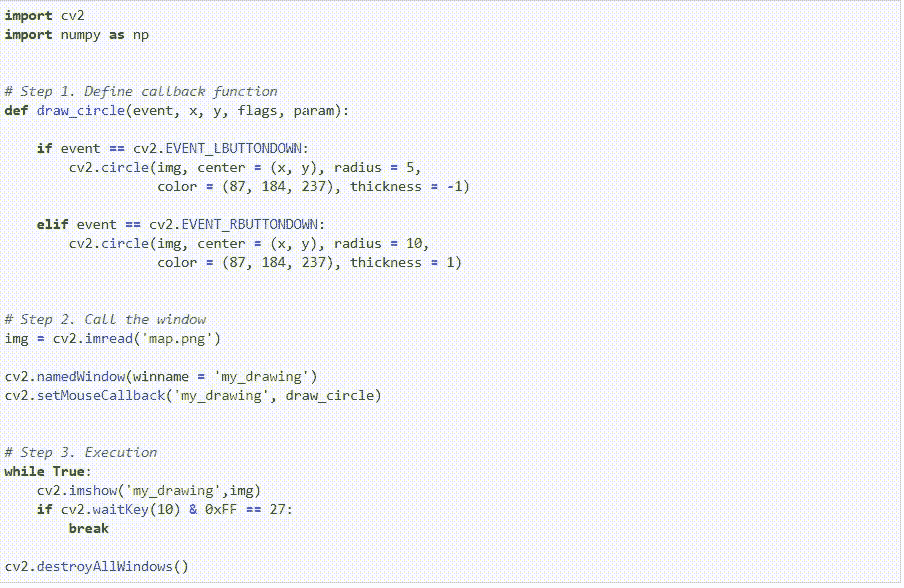 import cv2
import numpy as np
# Step 1. Define callback function
def draw_circle(event, x, y, flags, param):
    if event == cv2.EVENT_LBUTTONDOWN:
        cv2.circle(img, center = (x, y), radius = 5,
                   color = (87, 184, 237), thickness = -1)
    elif event == cv2.EVENT_RBUTTONDOWN:
        cv2.circle(img, center = (x, y), radius = 10,
                   color = (87, 184, 237), thickness = 1)
# Step 2. Call the window
img = cv2.imread('map.png')
cv2.namedWindow(winname = 'my_drawing')
cv2.setMouseCallback('my_drawing', draw_circle)
# Step 3. Execution
while True:
    cv2.imshow('my_drawing',img)
    if cv2.waitKey(10) & 0xFF == 27:
        break
cv2.destroyAllWindows()